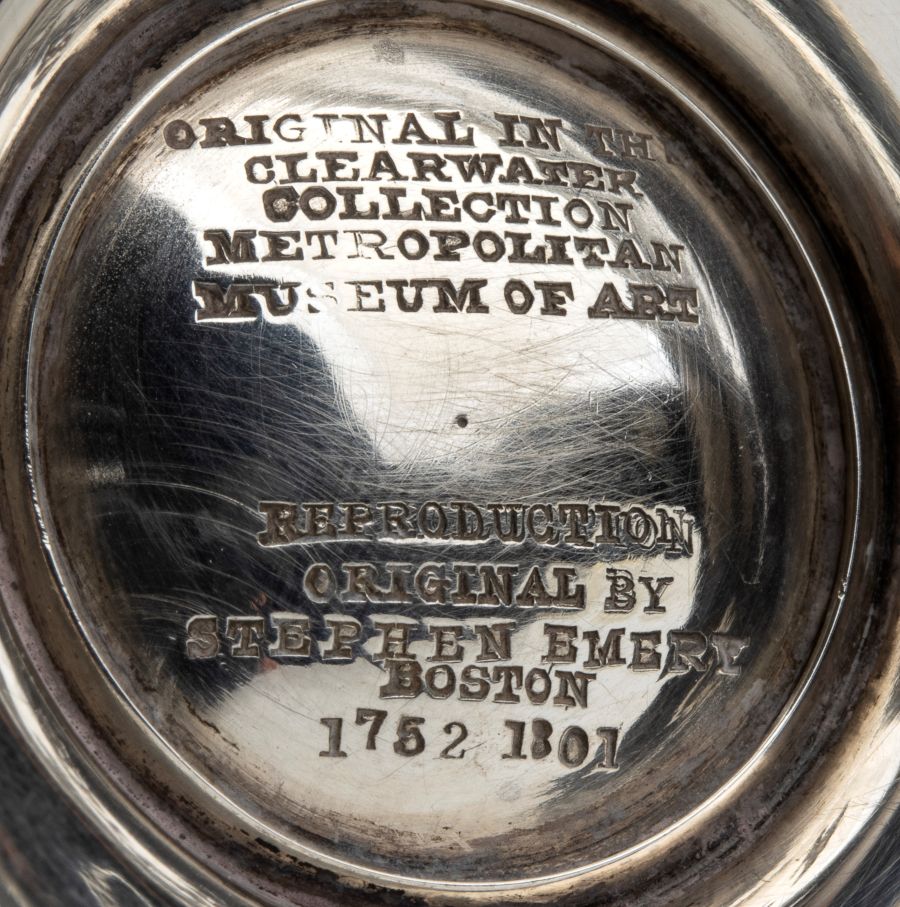 ORIGINAL IN THE
CLEARWATER
COLLECTION
METROPOLITAN
MUSEUM OF ART
REPRODUCTION
ORIGINAL BY
STEPHEN EMERY
BOSTON
1752 1801